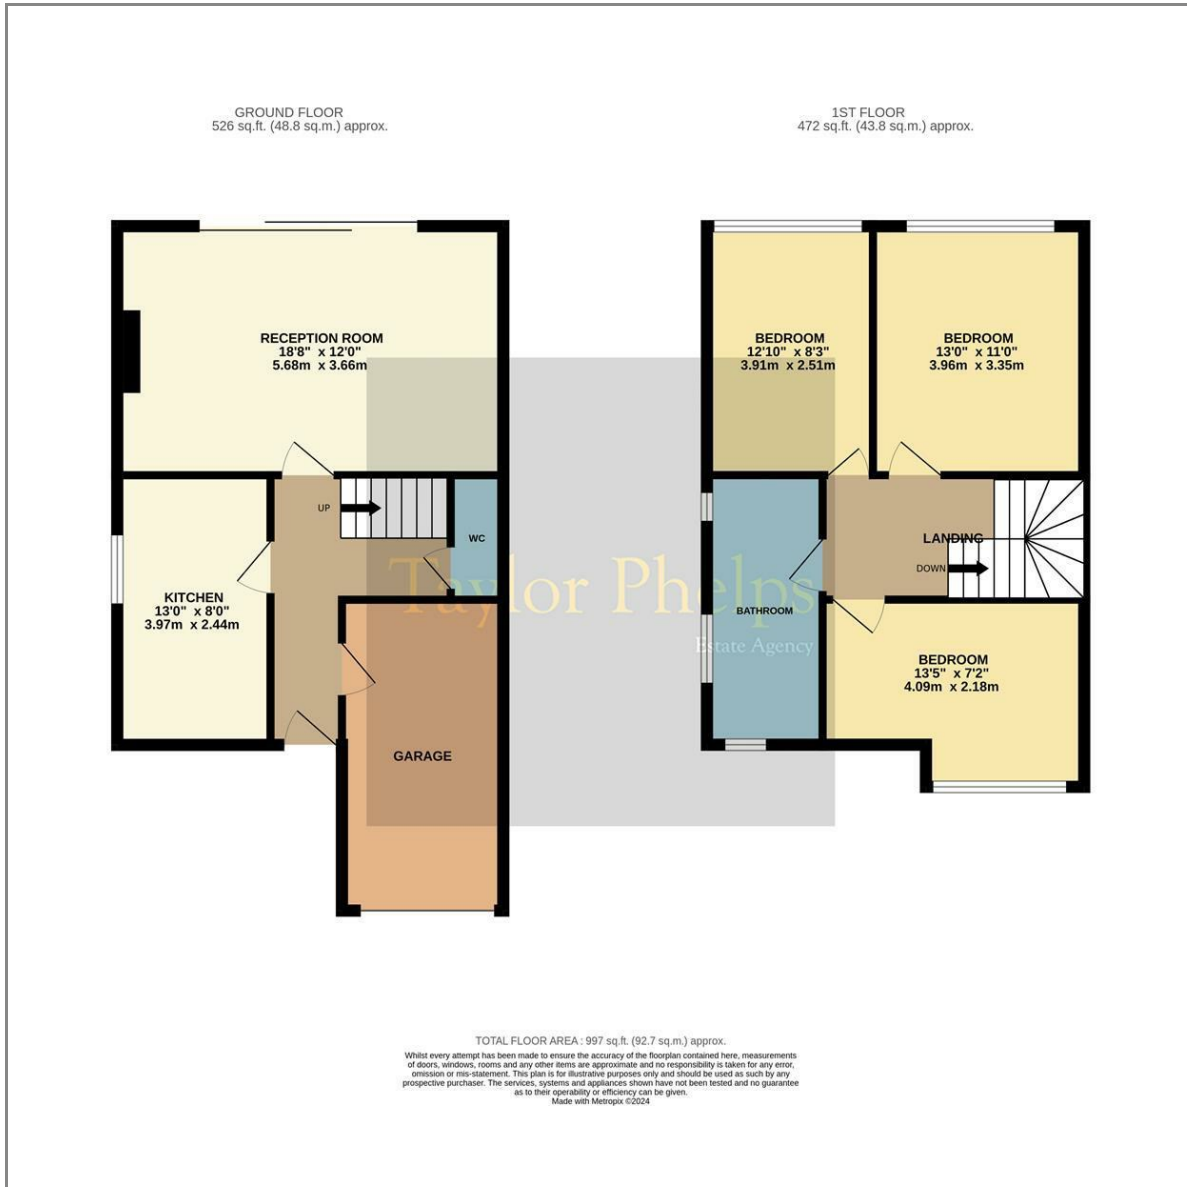 GROUND FLOOR
526 sq.ft. (48.8 sq.m.) approx.
1ST FLOOR
472 sq.ft. (43.8 sq.m.) approx.
RECEPTION ROOM
18'8" x 12'0"
5.68m x 3.66m
BEDROOM
12'10" x 8'3"
3.91m x 2.51m
BEDROOM
13'0" x 11'0"
3.96m x 3.35m
UP
WC
KITCHEN
13'0" x 8'0"
3.97m x 2.44m
LANDING
DOWN
BATHROOM
BEDROOM
13'5" x 7'2"
4.09m x 2.18m
GARAGE
Taylor Phelps
Estate Agency
TOTAL FLOOR AREA : 997 sq.ft. (92.7 sq.m.) approx.
Whilst every attempt has been made to ensure the accuracy of the floorplan contained here, measurements
of doors, windows, rooms and any other items are approximate and no responsibility is taken for any error,
omission or mis-statement. This plan is for illustrative purposes only and should be used as such by any
prospective purchaser. The services, systems and appliances shown have not been tested and no guarantee
as to their operability or efficiency can be given.
Made with Metropix ©2024